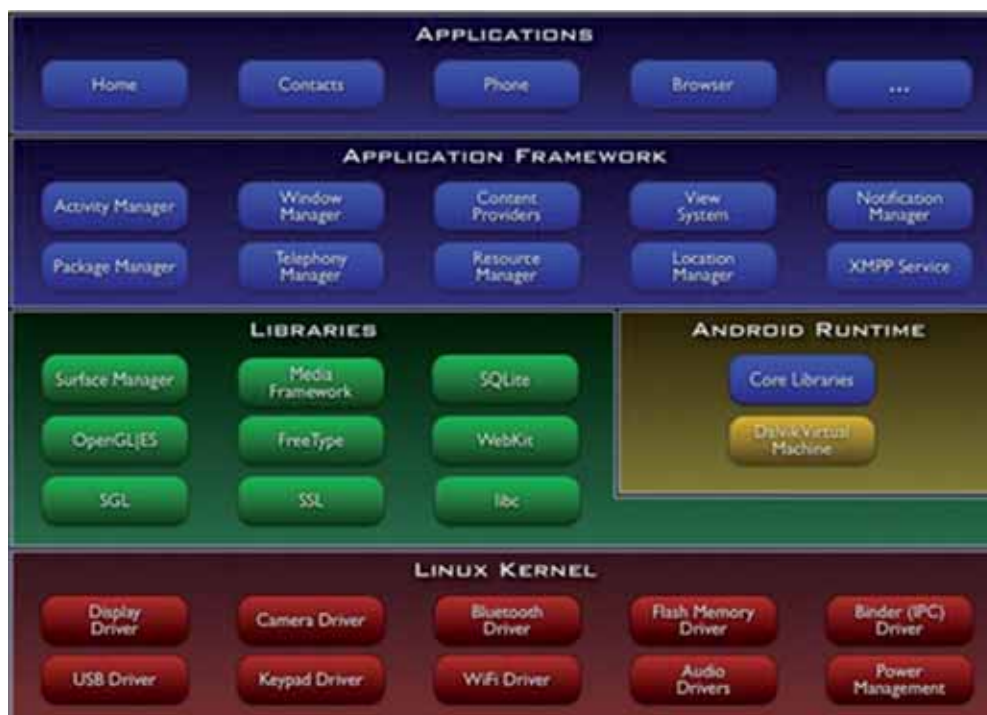 APPLICATIONS
Home
Contacts
Phone
Browser
...
APPLICATION FRAMEWORK
Activity Manager
Window
Manager
Content
Providers
View
System
Notification
Manager
Package Manager
Telephony
Manager
Resource
Manager
Location
Manager
XMPP Service
LIBRARIES
Surface Manager
Media
Framework
SQLite
OpenGL|ES
FreeType
WebKit
SGL
SSL
libc
ANDROID RUNTIME
Core Libraries
Dalvik Virtual
Machine
LINUX KERNEL
Display
Driver
Camera Driver
Bluetooth
Driver
Flash Memory
Driver
Binder (IPC)
Driver
USB Driver
Keypad Driver
WiFi Driver
Audio
Drivers
Power
Management